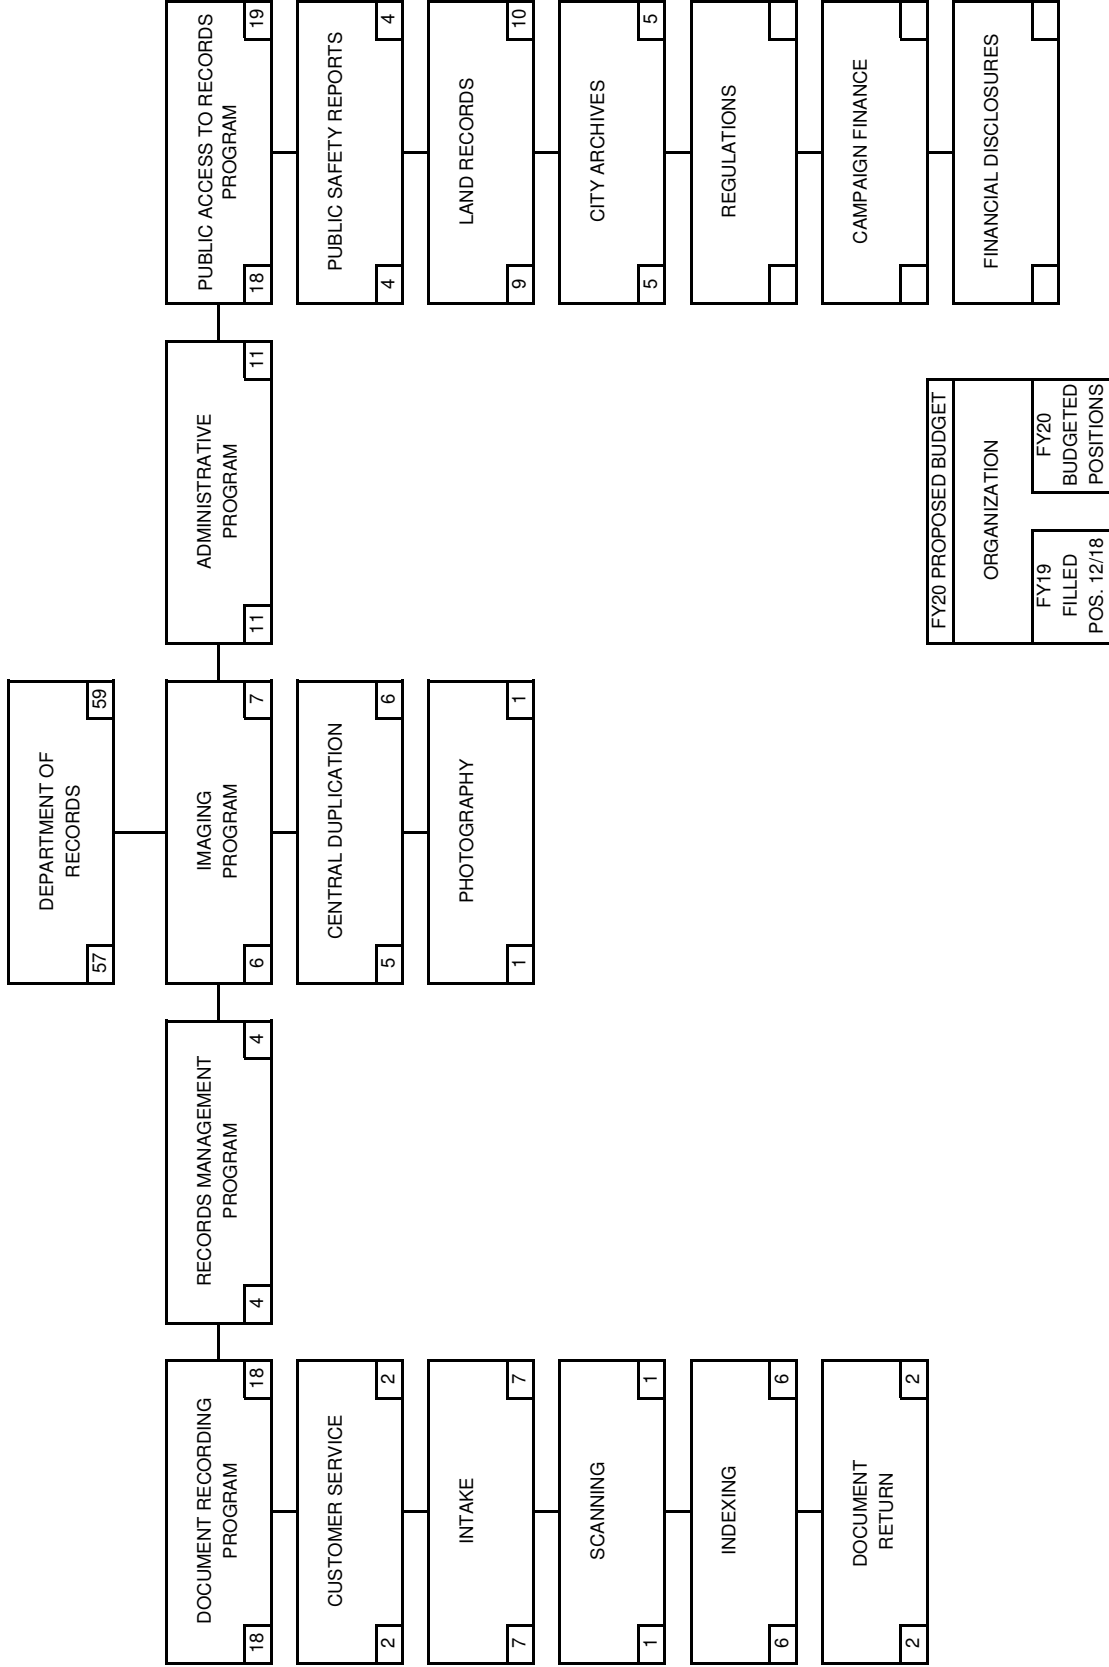 DEPARTMENT OF
RECORDS
57 59
DOCUMENT RECORDING
PROGRAM
18 18
RECORDS MANAGEMENT
PROGRAM
4 4
IMAGING
PROGRAM
6 7
ADMINISTRATIVE
PROGRAM
11 11
PUBLIC ACCESS TO RECORDS
PROGRAM
18 19
CUSTOMER SERVICE
2 2
INTAKE
7 7
SCANNING
1 1
INDEXING
6 6
DOCUMENT
RETURN
2 2
CENTRAL DUPLICATION
5 6
PHOTOGRAPHY
1 1
PUBLIC SAFETY REPORTS
4 4
LAND RECORDS
9 10
CITY ARCHIVES
5 5
REGULATIONS
CAMPAIGN FINANCE
FINANCIAL DISCLOSURES
FY20 PROPOSED BUDGET
ORGANIZATION
FY19
FILLED
POS. 12/18
FY20
BUDGETED
POSITIONS